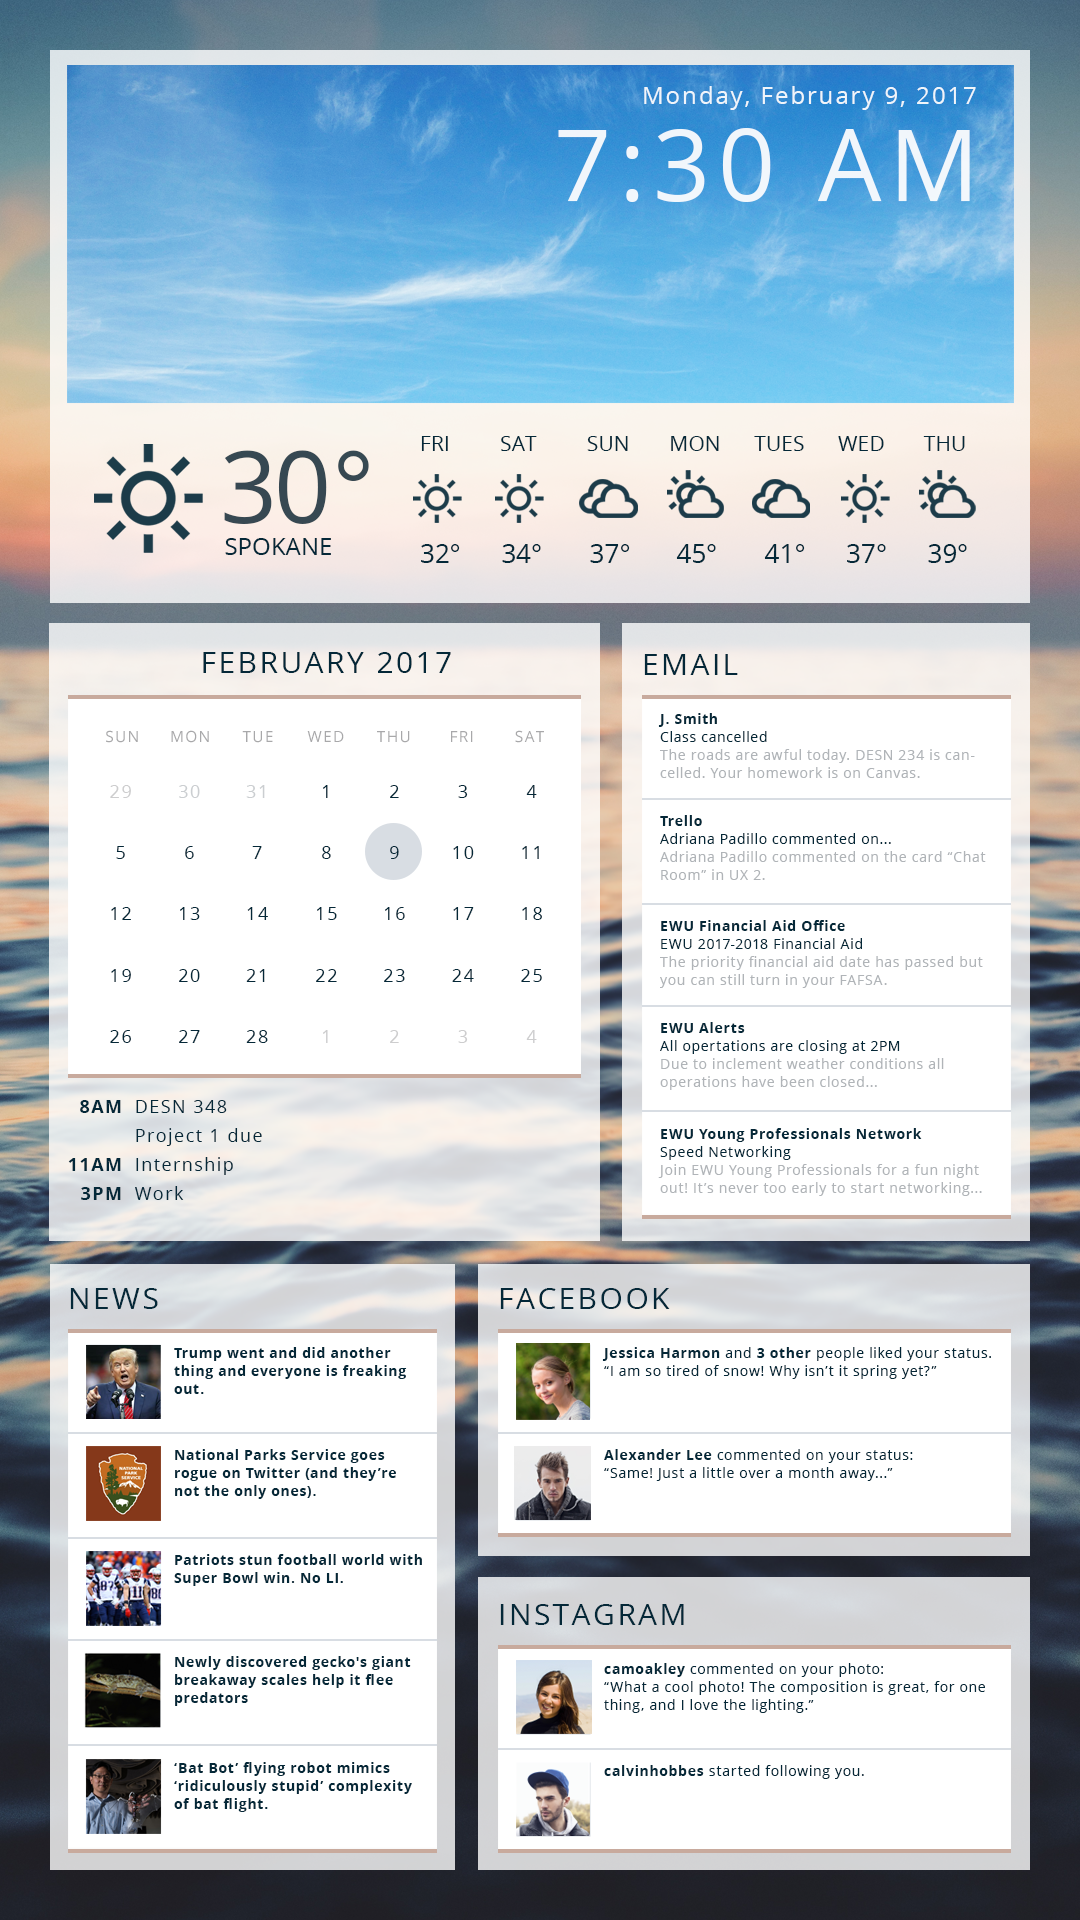 Monday, February 9, 2017
7:30 AM
FRI SAT SUN MON TUES WED THU
30°
SPOKANE
32° 34° 37° 45° 41° 37° 39°
FEBRUARY 2017
SUN MON TUE WED THU FRI SAT
29 30 31 1 2 3 4
5 6 7 8 9 10 11
12 13 14 15 16 17 18
19 20 21 22 23 24 25
26 27 28 1 2 3 4
8AM DESN 348
Project 1 due
11AM Internship
3PM Work
EMAIL
J. Smith
Class cancelled
The roads are awful today. DESN 234 is can-
celled. Your homework is on Canvas.
Trello
Adriana Padillo commented on...
Adriana Padillo commented on the card “Chat
Room” in UX 2.
EWU Financial Aid Office
EWU 2017-2018 Financial Aid
The priority financial aid date has passed but
you can still turn in your FAFSA.
EWU Alerts
All opertations are closing at 2PM
Due to inclement weather conditions all
operations have been closed...
EWU Young Professionals Network
Speed Networking
Join EWU Young Professionals for a fun night
out! It’s never too early to start networking...
NEWS
Trump went and did another
thing and everyone is freaking
out.
NATIONAL
PARK
SERVICE
National Parks Service goes
rogue on Twitter (and they’re
not the only ones).
Patriots stun football world with
Super Bowl win. No LI.
Newly discovered gecko's giant
breakaway scales help it flee
predators
‘Bat Bot’ flying robot mimics
‘ridiculously stupid’ complexity
of bat flight.
FACEBOOK
Jessica Harmon and 3 other people liked your status.
“I am so tired of snow! Why isn’t it spring yet?”
Alexander Lee commented on your status:
“Same! Just a little over a month away...”
INSTAGRAM
camoakley commented on your photo:
“What a cool photo! The composition is great, for one
thing, and I love the lighting.”
calvinhobbes started following you.